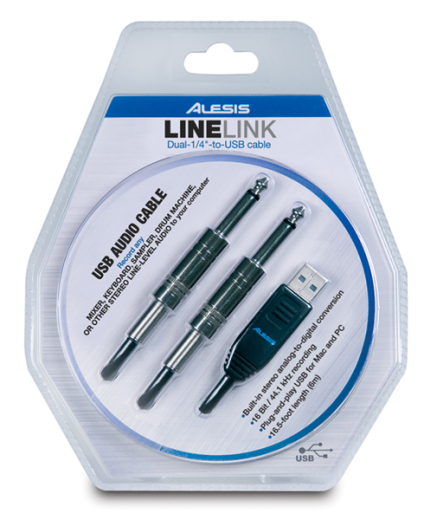 ALESIS
LINELINK
Dual-1/4"-to-USB cable
USB AUDIO CABLE
Record any
MIXER, KEYBOARD, SAMPLER, DRUM MACHINE,
OR OTHER STEREO LINE-LEVEL AUDIO to your computer
ALESIS
•Built-in stereo analog-to-digital conversion
•16 Bit / 44.1 kHz recording
•Plug-and-play USB for Mac and PC
•16.5-foot length (6m)
USB